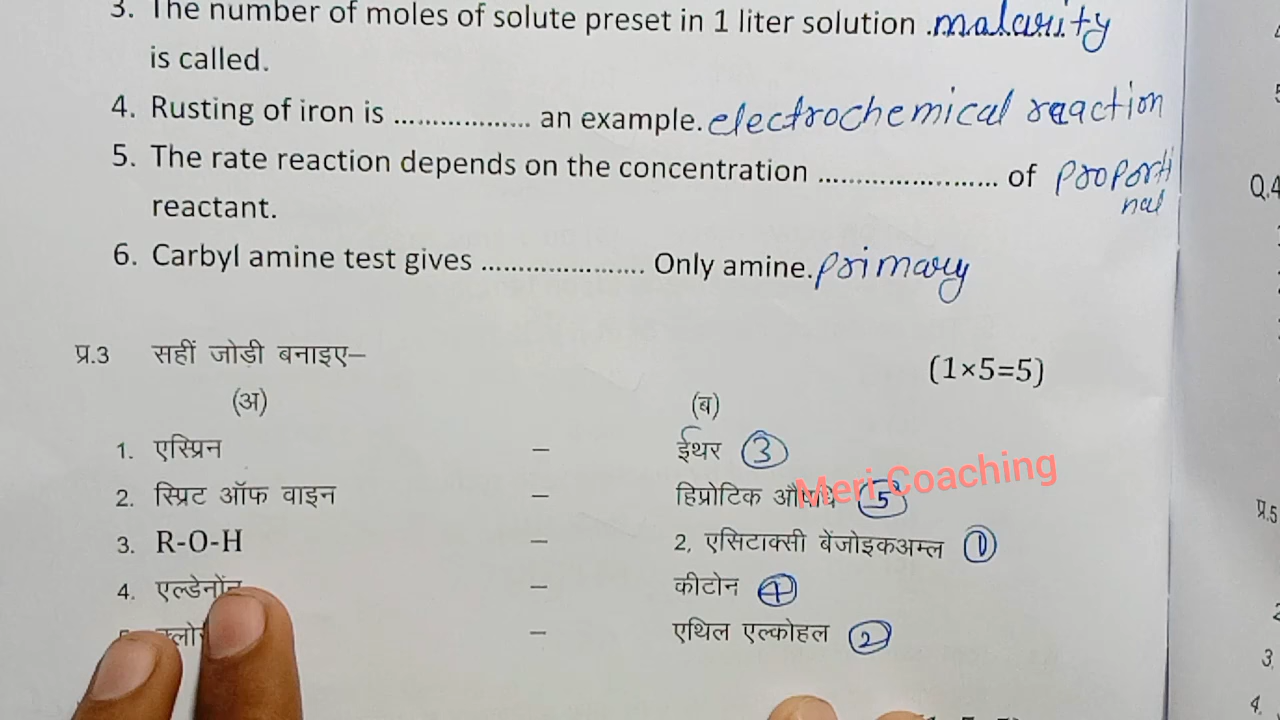 3. The number of moles of solute preset in 1 liter solution .malarity
is called.
4. Rusting of iron is .................. an example. electrochemical reaction
5. The rate reaction depends on the concentration ........................ of proporti
nal
reactant.
6. Carbyl amine test gives ...................... Only amine. primary
प्र.3 सहीं जोड़ी बनाइए– (1×5=5)
(अ) (ब)
1. एस्प्रिन – ईथर 3
2. स्प्रिट ऑफ वाइन – हिप्नोटिक औषधि 5
Meri Coaching
3. R-O-H – 2, एसिटाक्सी बेंजोइकअम्ल 1
4. एल्डेनोंन – कीटोन 4
– एथिल एल्कोहल 2
Q.4
प्र.5
3.
4.